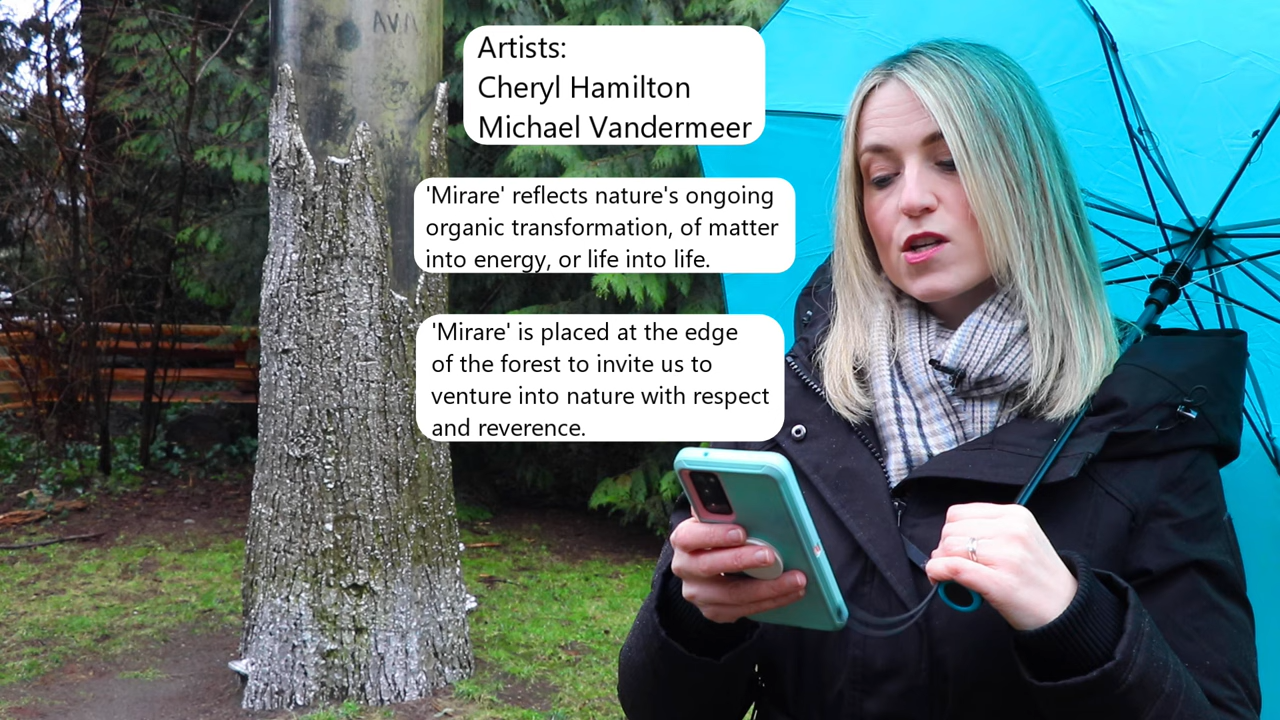 Artists:
Cheryl Hamilton
Michael Vandermeer
'Mirare' reflects nature's ongoing
organic transformation, of matter
into energy, or life into life.
'Mirare' is placed at the edge
of the forest to invite us to
venture into nature with respect
and reverence.